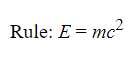 Rule: E = mc²